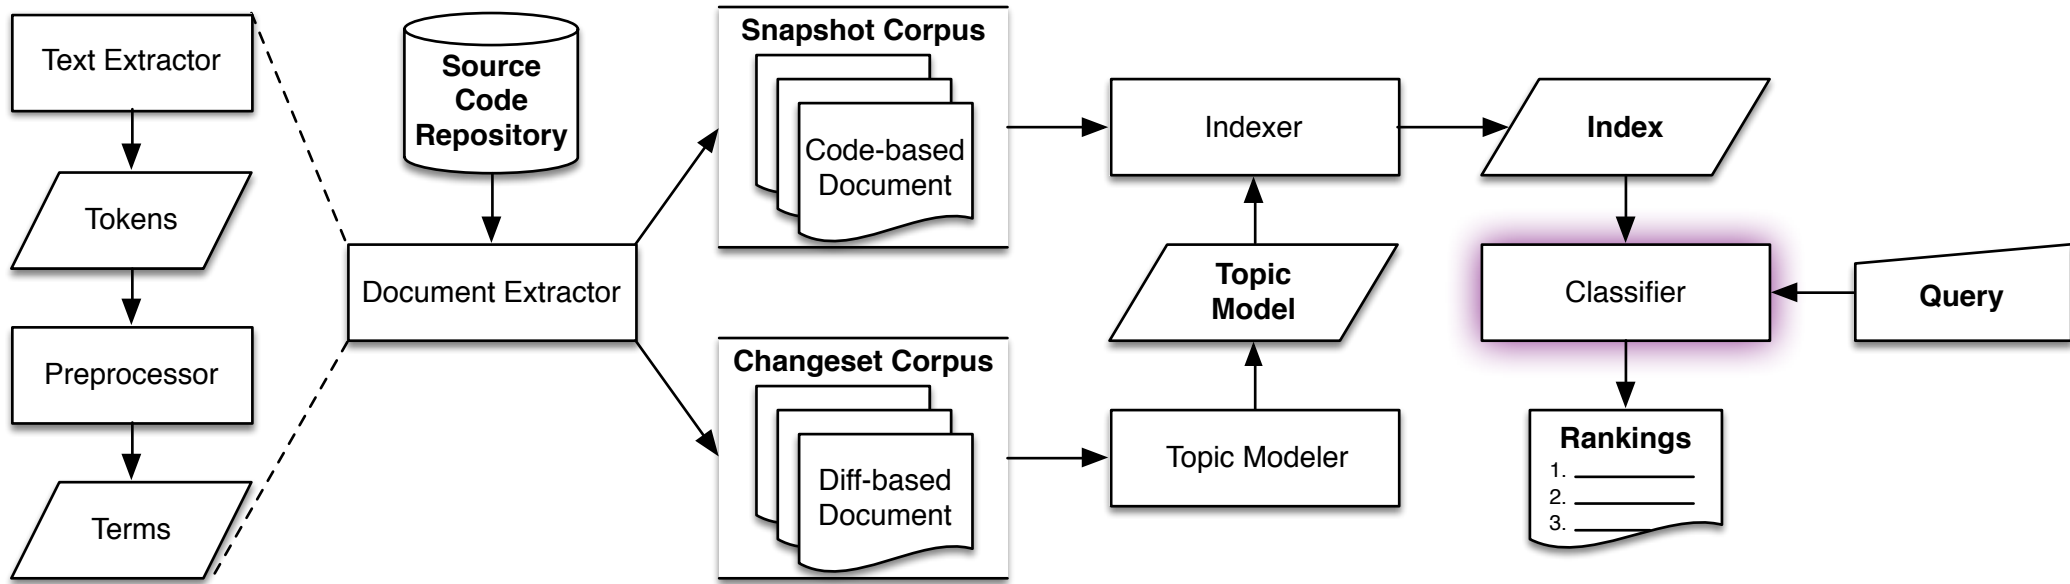 Text Extractor
Tokens
Preprocessor
Terms
Source
Code
Repository
Document Extractor
Snapshot Corpus
Code-based
Document
Changeset Corpus
Diff-based
Document
Indexer
Topic
Model
Topic Modeler
Index
Classifier
Query
Rankings
1.
2.
3.